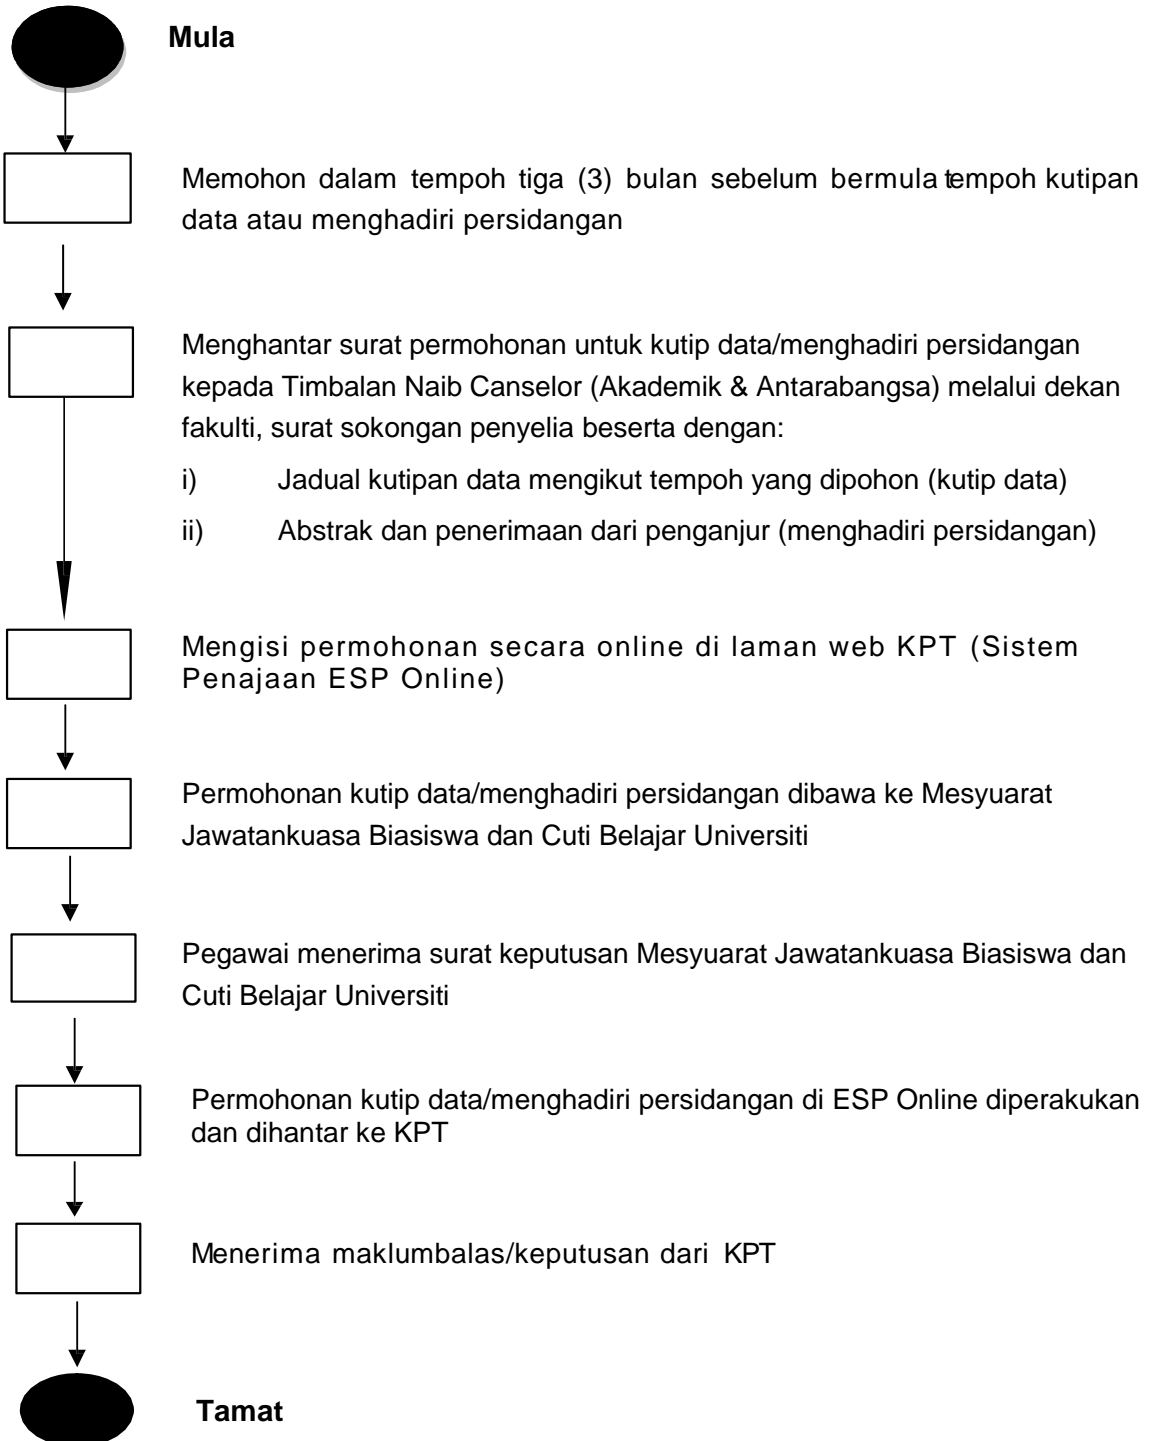 Mula
Memohon dalam tempoh tiga (3) bulan sebelum bermula tempoh kutipan
data atau menghadiri persidangan
Menghantar surat permohonan untuk kutip data/menghadiri persidangan
kepada Timbalan Naib Canselor (Akademik & Antarabangsa) melalui dekan
fakulti, surat sokongan penyelia beserta dengan:
i) Jadual kutipan data mengikut tempoh yang dipohon (kutip data)
ii) Abstrak dan penerimaan dari penganjur (menghadiri persidangan)
Mengisi permohonan secara online di laman web KPT (Sistem
Penajaan ESP Online)
Permohonan kutip data/menghadiri persidangan dibawa ke Mesyuarat
Jawatankuasa Biasiswa dan Cuti Belajar Universiti
Pegawai menerima surat keputusan Mesyuarat Jawatankuasa Biasiswa dan
Cuti Belajar Universiti
Permohonan kutip data/menghadiri persidangan di ESP Online diperakukan
dan dihantar ke KPT
Menerima maklumbalas/keputusan dari KPT
Tamat